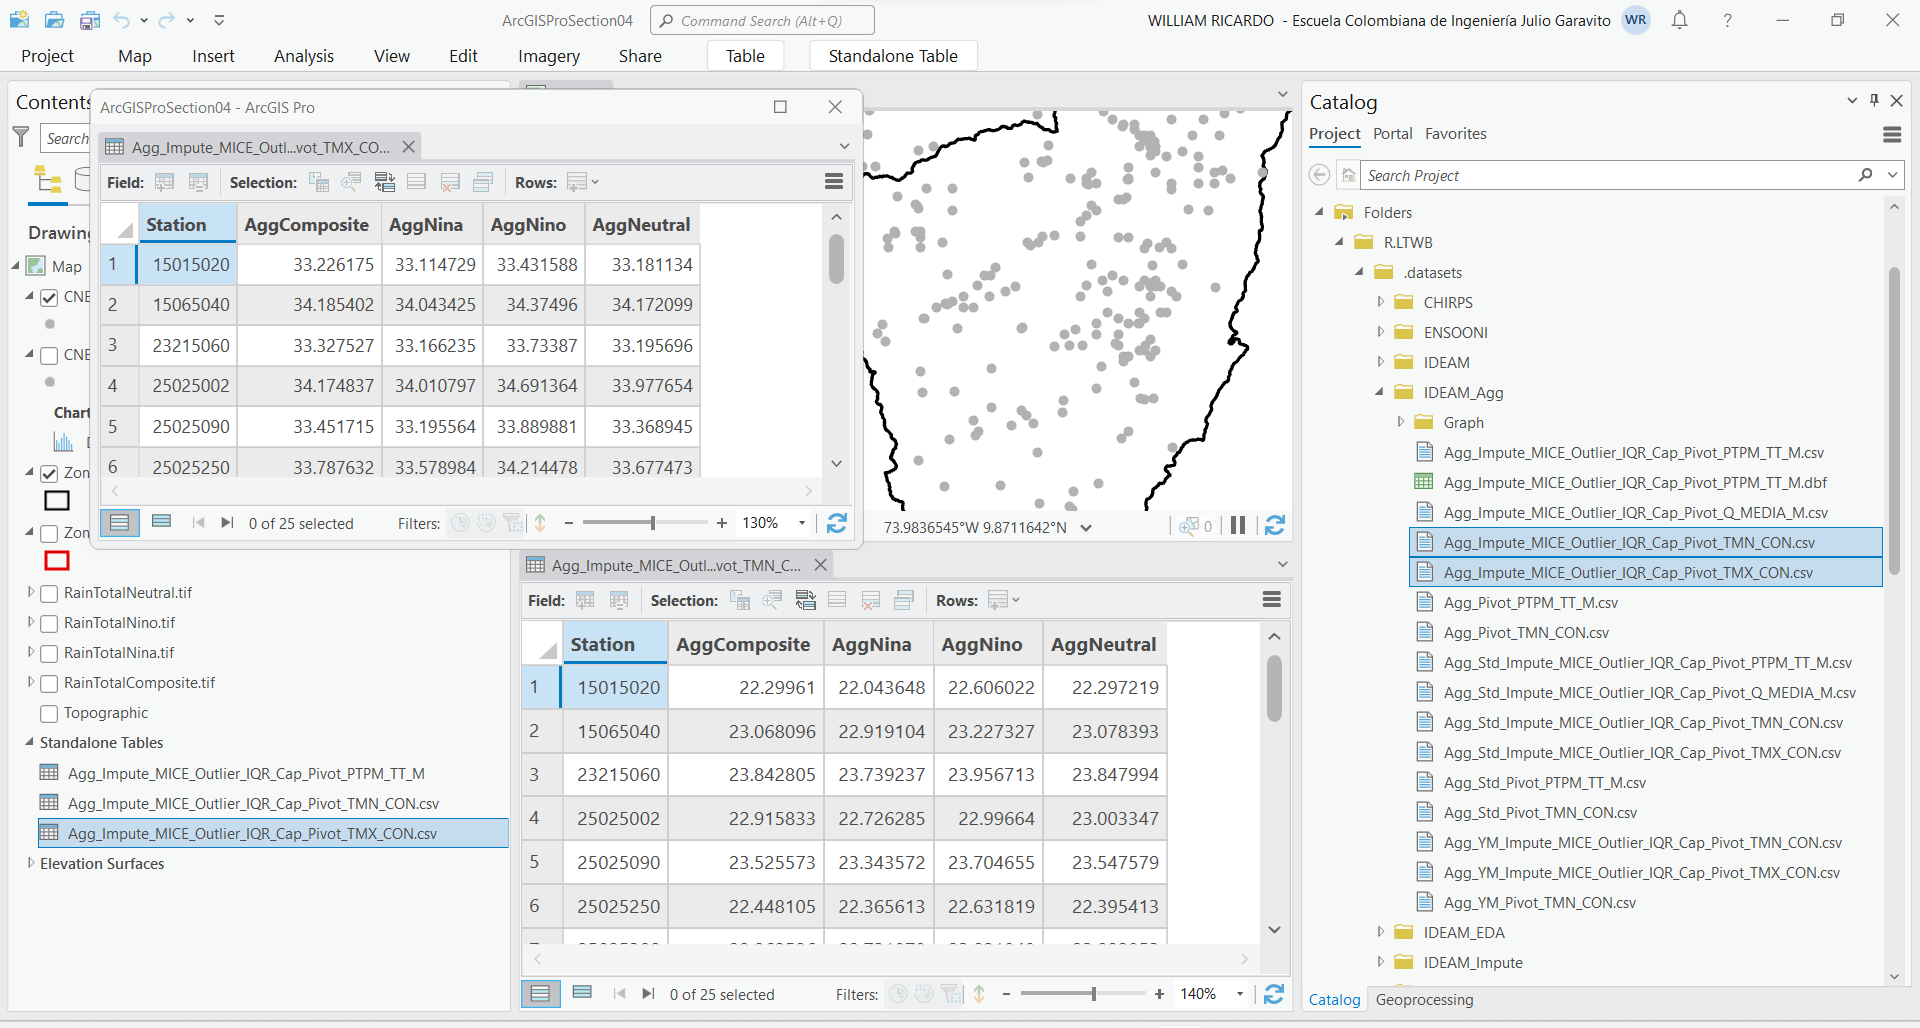 ArcGISProSection04
Command Search (Alt+Q)
WILLIAM RICARDO - Escuela Colombiana de Ingeniería Julio Garavito
WR
?
Project
Map
Insert
Analysis
View
Edit
Imagery
Share
Table
Standalone Table
Contents
Search
Drawing
Map
CNE
CNE
Chart
Zon
Zon
RainTotalNeutral.tif
RainTotalNino.tif
RainTotalNina.tif
RainTotalComposite.tif
Topographic
Standalone Tables
Agg_Impute_MICE_Outlier_IQR_Cap_Pivot_PTPM_TT_M
Agg_Impute_MICE_Outlier_IQR_Cap_Pivot_TMN_CON.csv
Agg_Impute_MICE_Outlier_IQR_Cap_Pivot_TMX_CON.csv
Elevation Surfaces
ArcGISProSection04 - ArcGIS Pro
Agg_Impute_MICE_Outl...vot_TMX_CO...
Field:
Selection:
Rows:
Station AggComposite AggNina AggNino AggNeutral
1 15015020 33.226175 33.114729 33.431588 33.181134
2 15065040 34.185402 34.043425 34.37496 34.172099
3 23215060 33.327527 33.166235 33.73387 33.195696
4 25025002 34.174837 34.010797 34.691364 33.977654
5 25025090 33.451715 33.195564 33.889881 33.368945
6 25025250 33.787632 33.578984 34.214478 33.677473
0 of 25 selected
Filters:
130%
73.9836545°W 9.8711642°N
0
Agg_Impute_MICE_Outl...vot_TMN_C...
Field:
Selection:
Rows:
Station AggComposite AggNina AggNino AggNeutral
1 15015020 22.29961 22.043648 22.606022 22.297219
2 15065040 23.068096 22.919104 23.227327 23.078393
3 23215060 23.842805 23.739237 23.956713 23.847994
4 25025002 22.915833 22.726285 22.99664 23.003347
5 25025090 23.525573 23.343572 23.704655 23.547579
6 25025250 22.448105 22.365613 22.631819 22.395413
0 of 25 selected
Filters:
140%
Catalog
Project Portal Favorites
Search Project
Folders
R.LTWB
.datasets
CHIRPS
ENSOONI
IDEAM
IDEAM_Agg
Graph
Agg_Impute_MICE_Outlier_IQR_Cap_Pivot_PTPM_TT_M.csv
Agg_Impute_MICE_Outlier_IQR_Cap_Pivot_PTPM_TT_M.dbf
Agg_Impute_MICE_Outlier_IQR_Cap_Pivot_Q_MEDIA_M.csv
Agg_Impute_MICE_Outlier_IQR_Cap_Pivot_TMN_CON.csv
Agg_Impute_MICE_Outlier_IQR_Cap_Pivot_TMX_CON.csv
Agg_Pivot_PTPM_TT_M.csv
Agg_Pivot_TMN_CON.csv
Agg_Std_Impute_MICE_Outlier_IQR_Cap_Pivot_PTPM_TT_M.csv
Agg_Std_Impute_MICE_Outlier_IQR_Cap_Pivot_Q_MEDIA_M.csv
Agg_Std_Impute_MICE_Outlier_IQR_Cap_Pivot_TMN_CON.csv
Agg_Std_Impute_MICE_Outlier_IQR_Cap_Pivot_TMX_CON.csv
Agg_Std_Pivot_PTPM_TT_M.csv
Agg_Std_Pivot_TMN_CON.csv
Agg_YM_Impute_MICE_Outlier_IQR_Cap_Pivot_TMN_CON.csv
Agg_YM_Impute_MICE_Outlier_IQR_Cap_Pivot_TMX_CON.csv
Agg_YM_Pivot_TMN_CON.csv
IDEAM_EDA
IDEAM_Impute
Catalog Geoprocessing